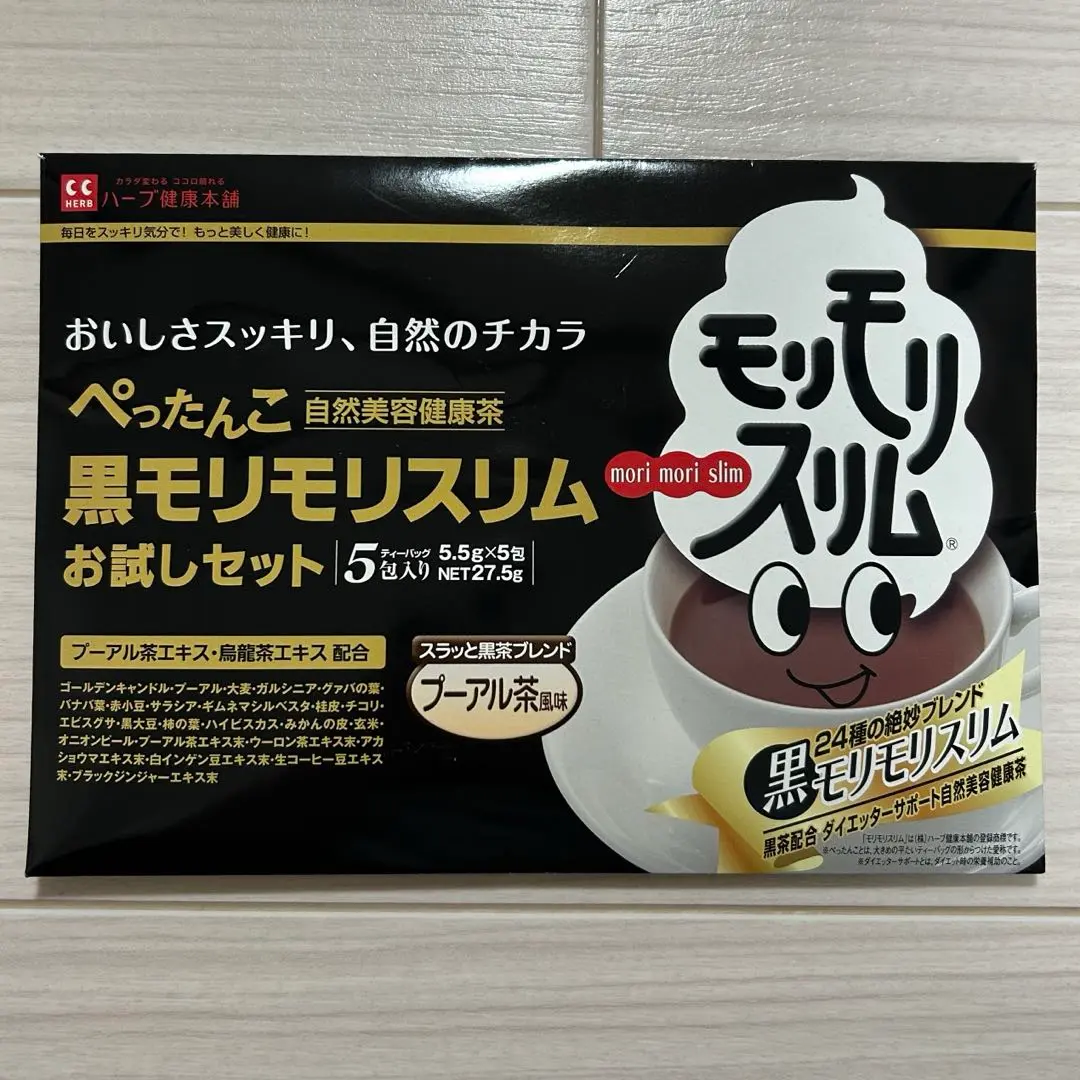 カラダ変わる ココロ晴れる
CC HERB ハーブ健康本舗
毎日をスッキリ気分で! もっと美しく健康に!
おいしさスッキリ、自然のチカラ
ぺったんこ 自然美容健康茶
黒モリモリスリム
お試しセット 5ティーバッグ包入り 5.5g×5包 NET27.5g
プーアル茶エキス・烏龍茶エキス 配合
ゴールデンキャンドル・プーアル・大麦・ガルシニア・グァバの葉・
バナバ葉・赤小豆・サラシア・ギムネマシルベスタ・桂皮・チコリ・
エビスグサ・黒大豆・柿の葉・ハイビスカス・みかんの皮・玄米・
オニオンピール・プーアル茶エキス末・ウーロン茶エキス末・アカ
ショウマエキス末・白インゲン豆エキス末・生コーヒー豆エキス
末・ブラックジンジャーエキス末
スラッと黒茶ブレンド
プーアル茶風味
モリモリスリム®
mori mori slim
24種の絶妙ブレンド
黒モリモリスリム
黒茶配合 ダイエッターサポート自然美容健康茶
「モリモリスリム」は(株)ハーブ健康本舗の登録商標です。
※ぺったんことは、大きめの平たいティーバッグの形からつけた愛称です。
※ダイエッターサポートとは、ダイエット時の栄養補助のこと。